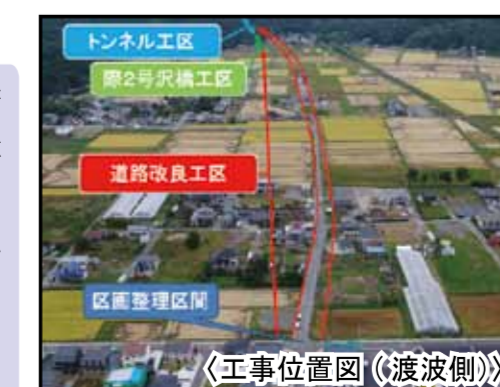 トンネル工区
際2号沢橋工区
道路改良工区
区画整理区間
〈工事位置図（渡波側）〉